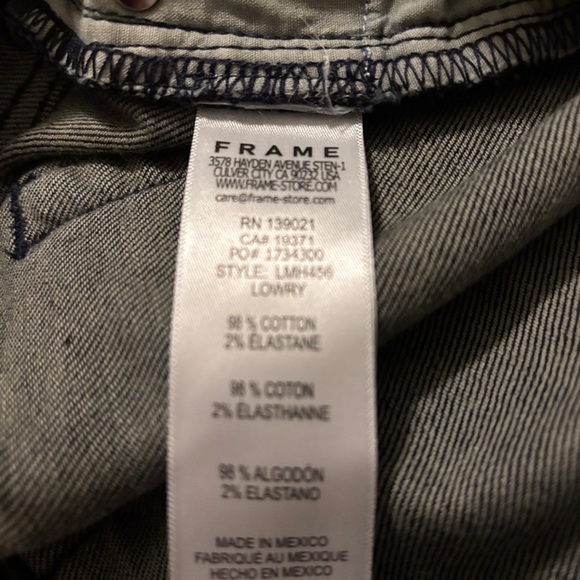 FRAME
3578 HAYDEN AVENUE STEN-1
CULVER CITY CA 90232 USA
WWW.FRAME-STORE.COM
care@frame-store.com
RN 139021
CA# 19371
PO# 1734300
STYLE: LMH456
LOWRY
98 % COTTON
2% ELASTANE
98 % COTON
2% ELASTHANNE
98 % ALGODÓN
2% ELASTANO
MADE IN MEXICO
FABRIQUÉ AU MEXIQUE
HECHO EN MEXICO